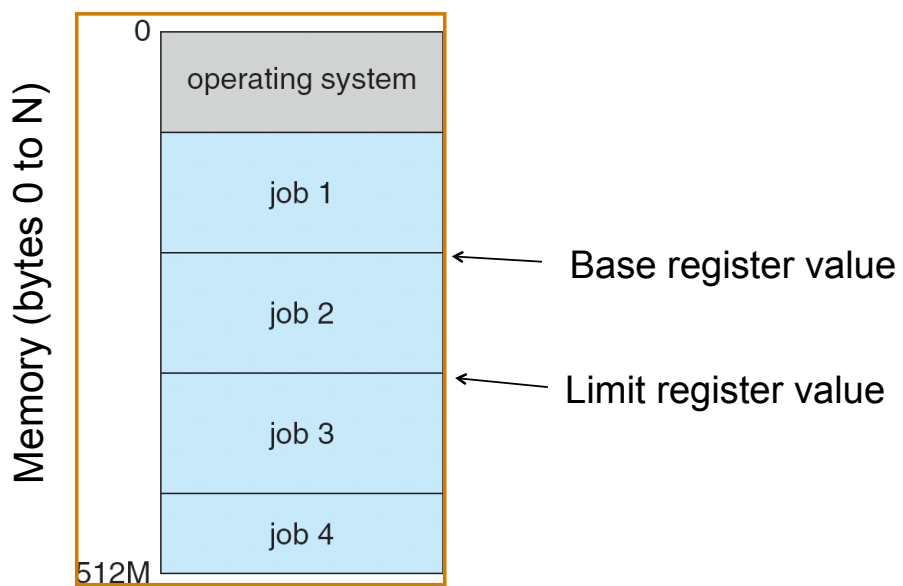 0
operating system
Memory (bytes 0 to N)
job 1
Base register value
job 2
Limit register value
job 3
job 4
512M